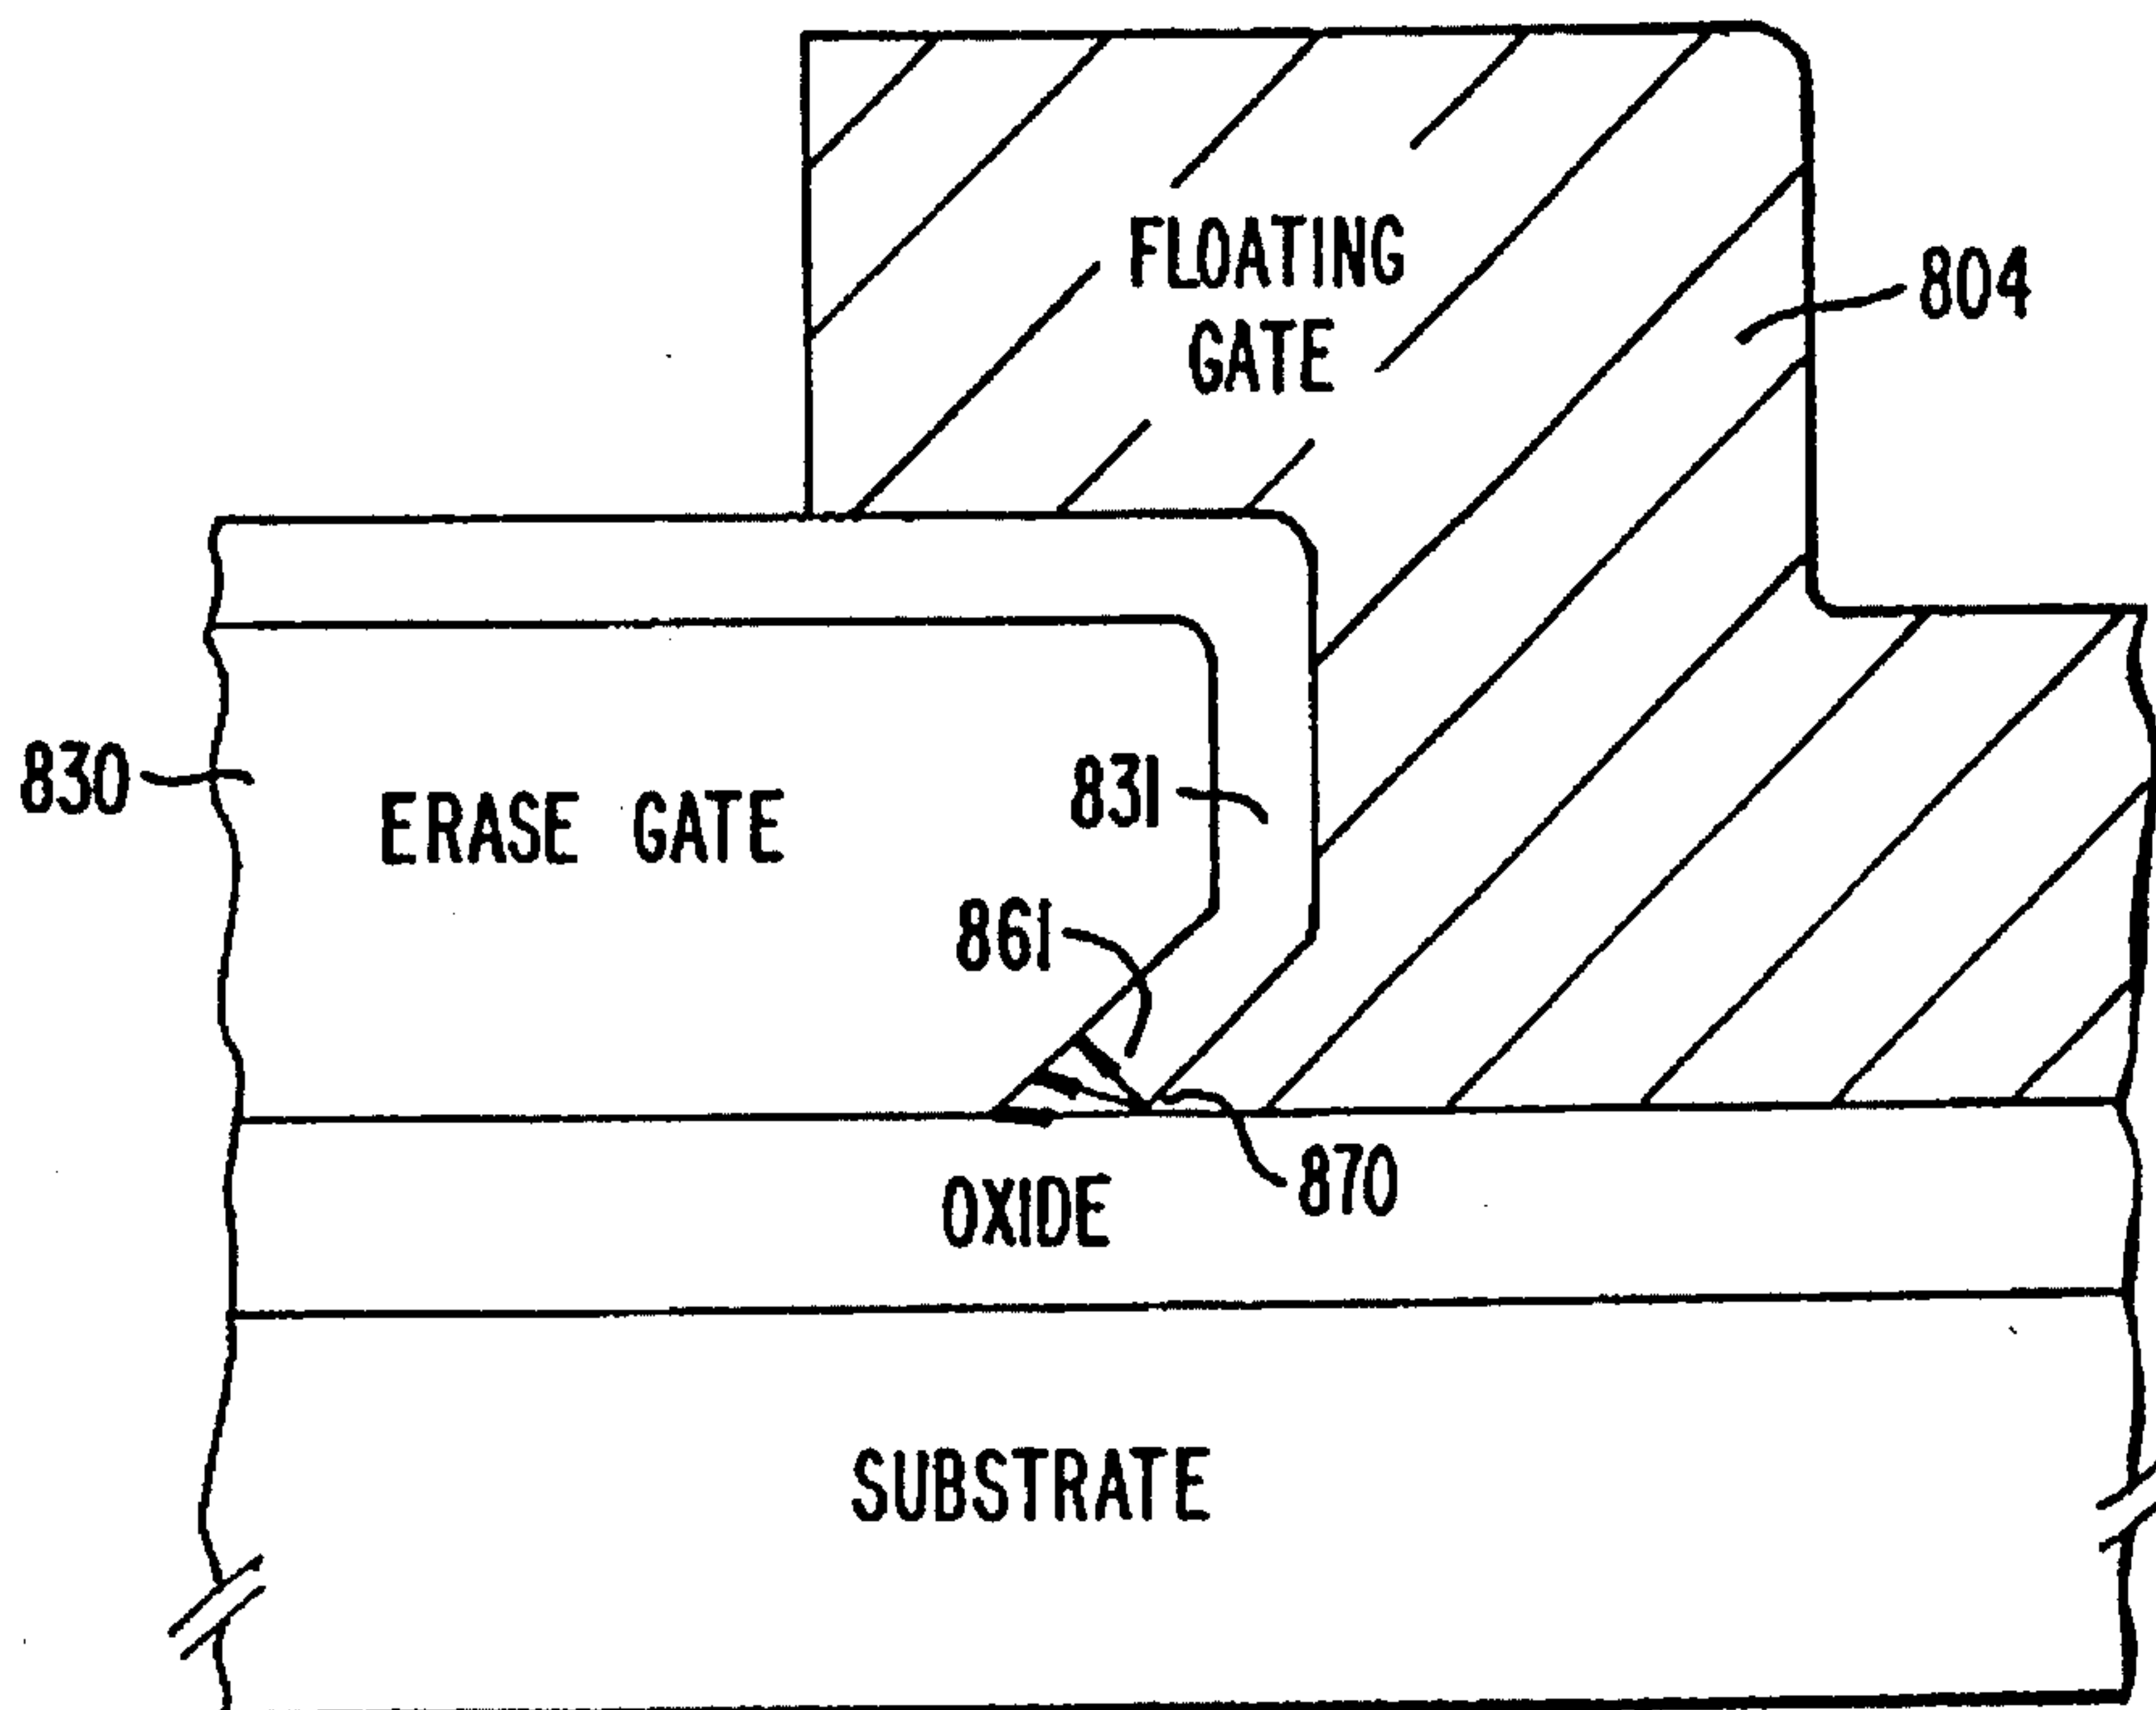 FLOATING
GATE
804
830
ERASE GATE
831
861
870
OXIDE
SUBSTRATE